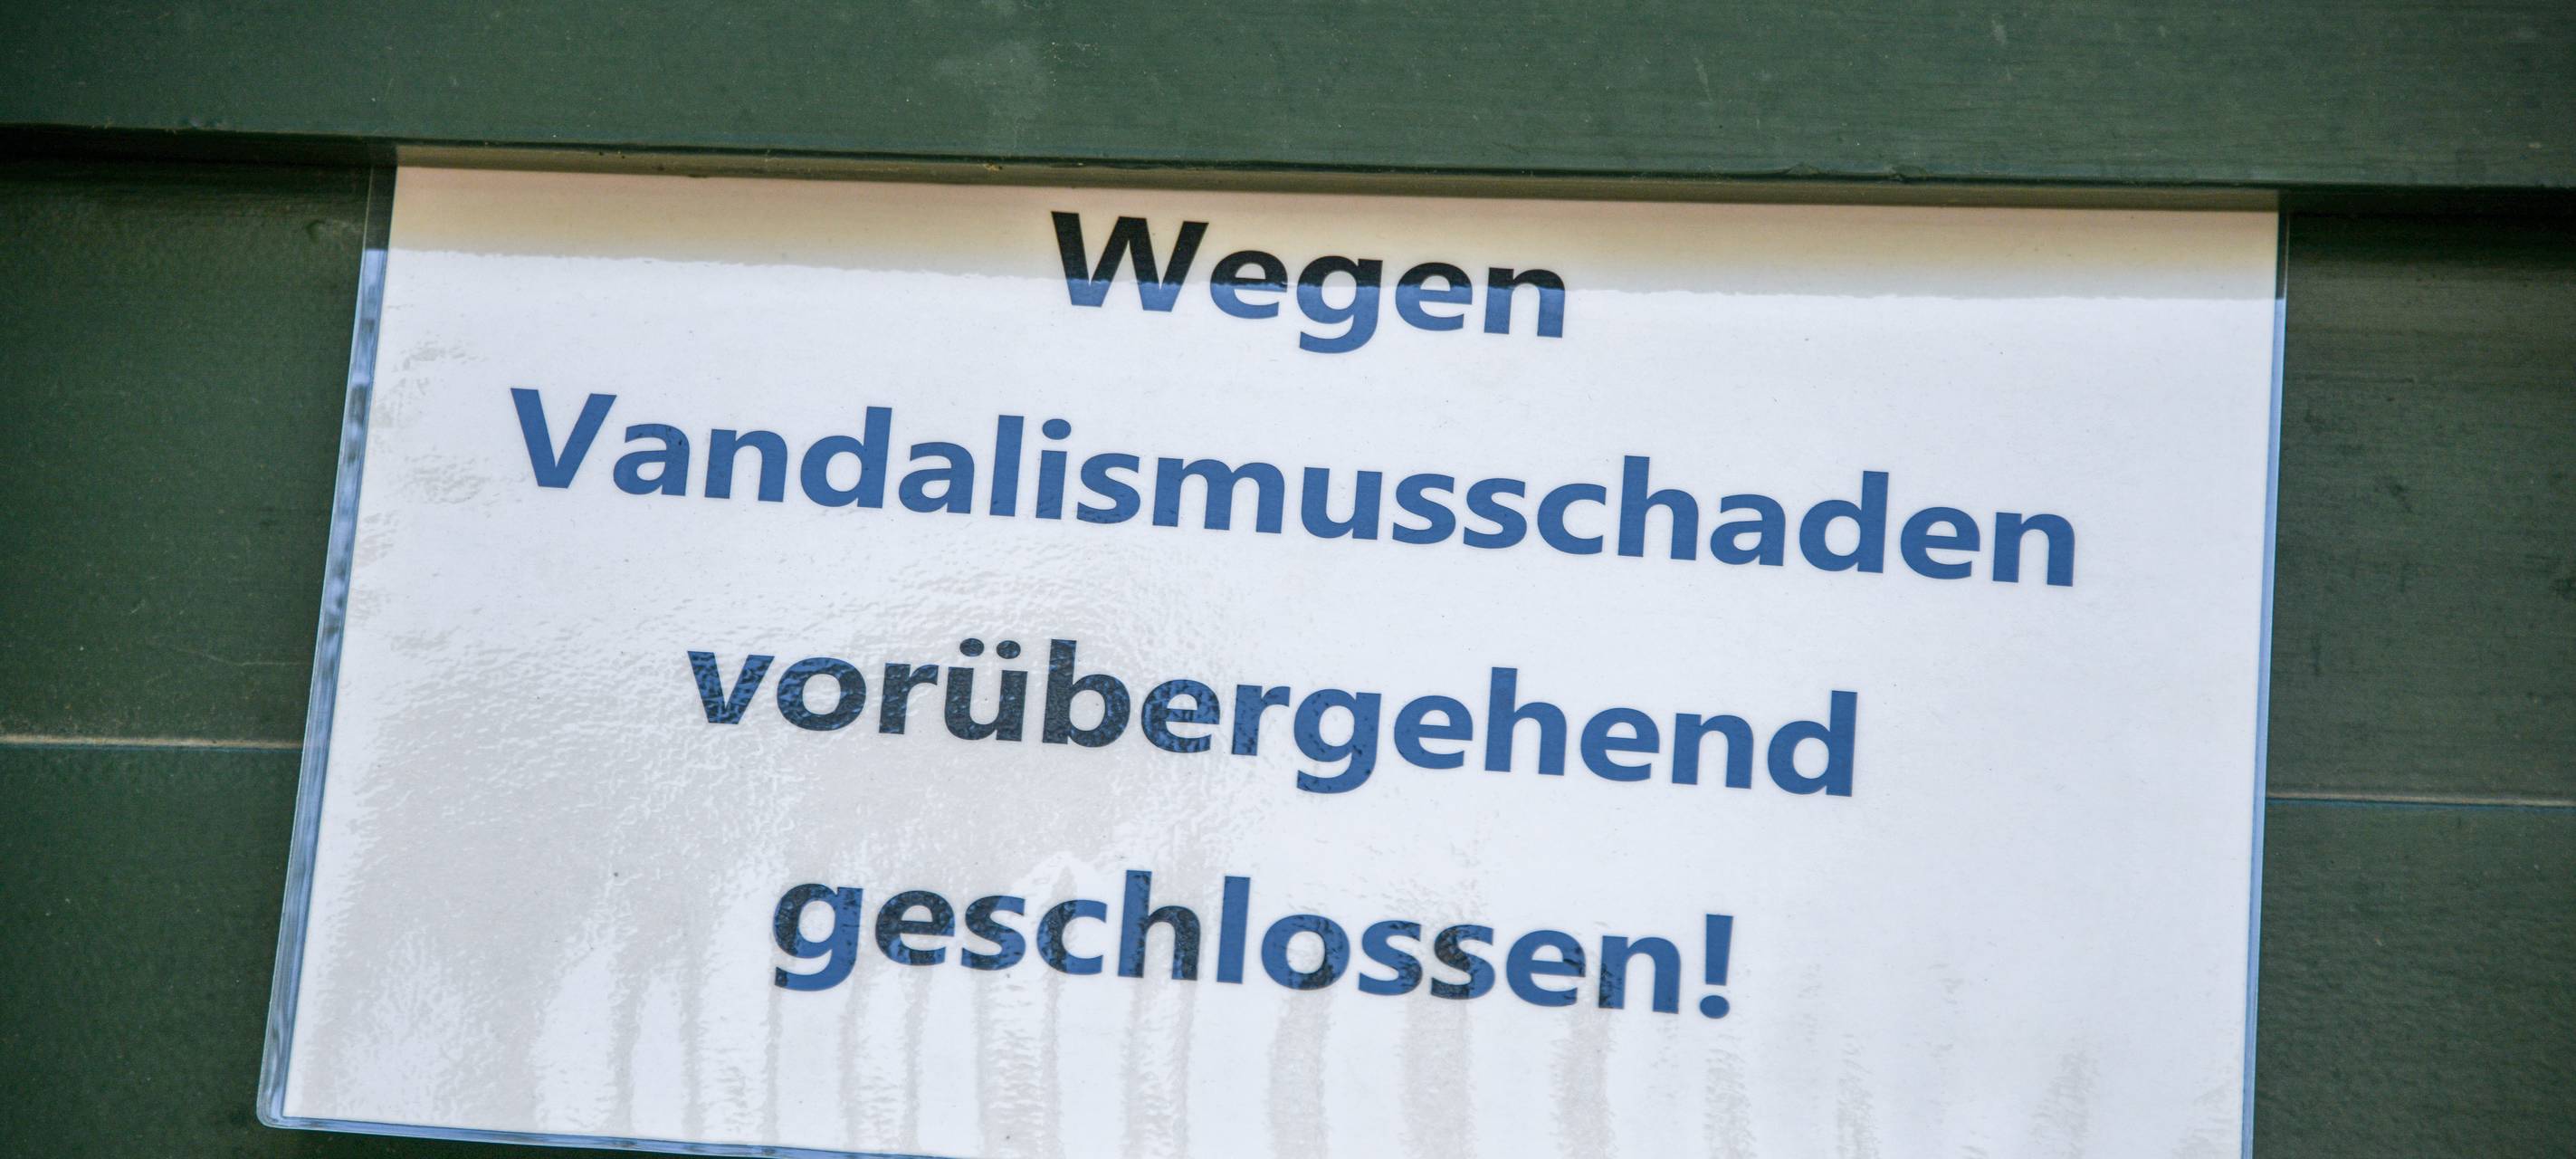 Wegen
Vandalismusschaden
vorübergehend
geschlossen!